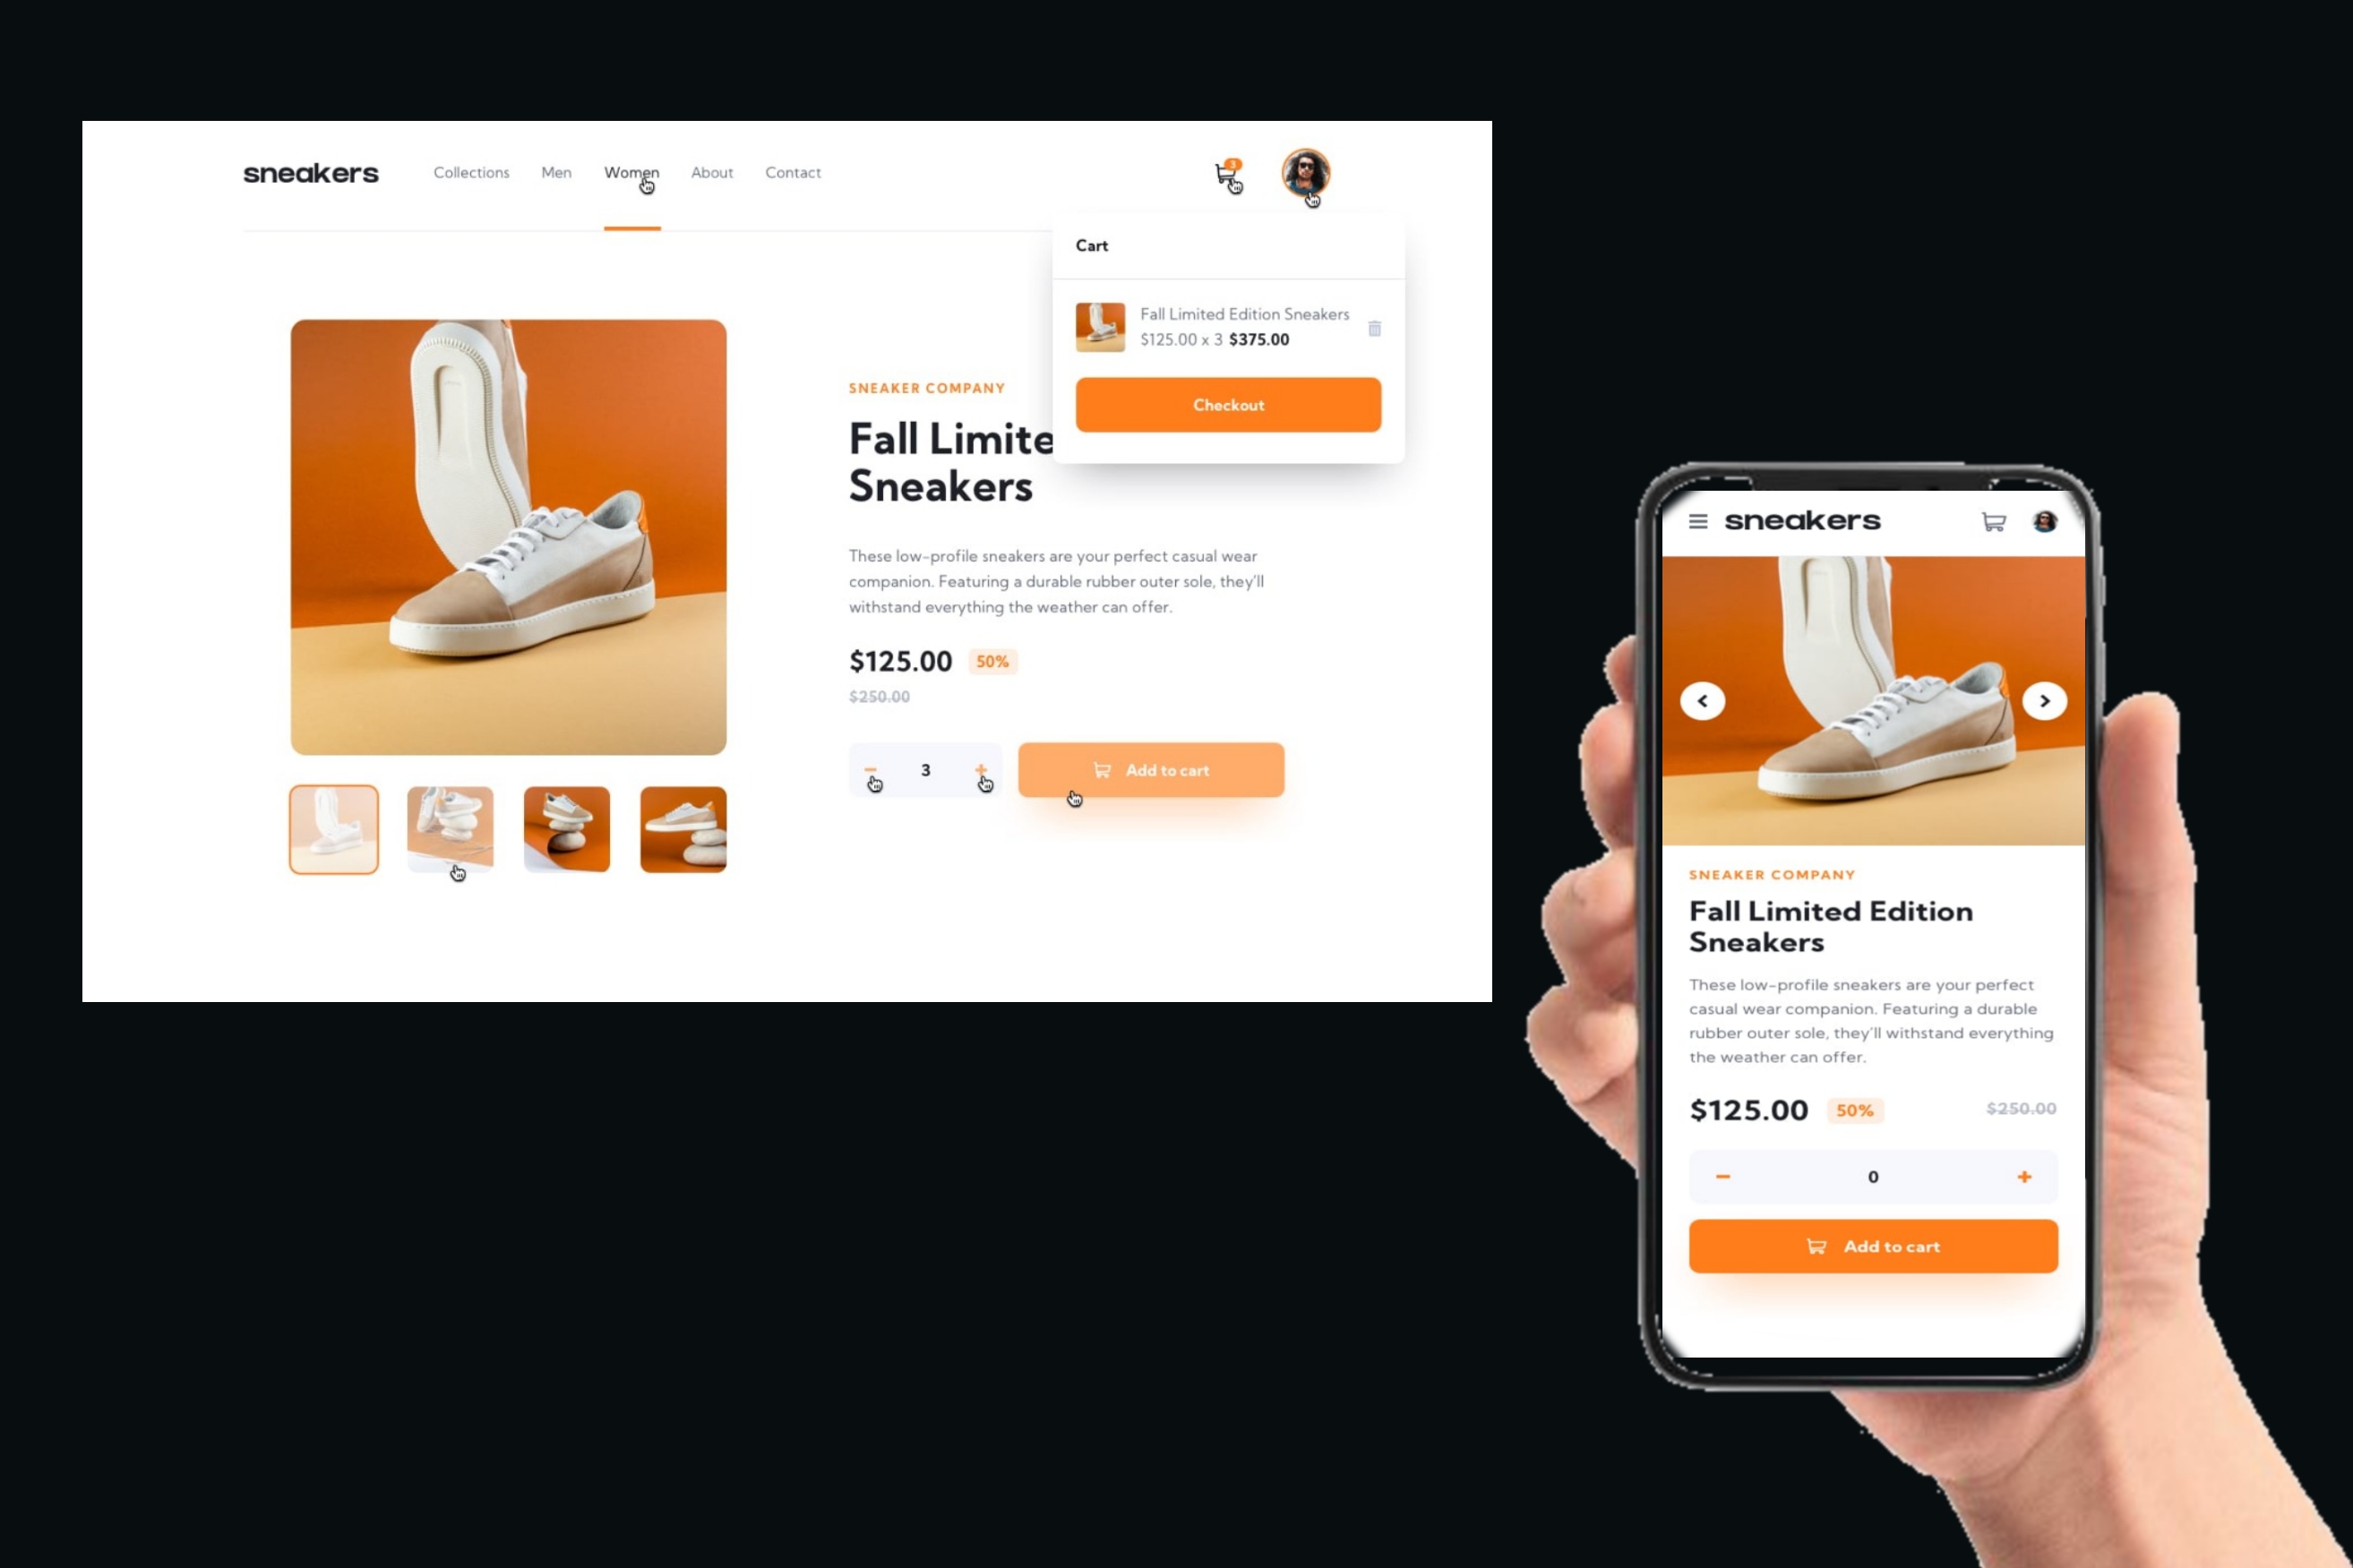 sneakers
Collections
Men
Women
About
Contact
3
Cart
Fall Limited Edition Sneakers
$125.00 x 3 $375.00
Checkout
SNEAKER COMPANY
Fall Limite
Sneakers
These low-profile sneakers are your perfect casual wear
companion. Featuring a durable rubber outer sole, they'll
withstand everything the weather can offer.
$125.00 50%
$250.00
3
Add to cart
sneakers
SNEAKER COMPANY
Fall Limited Edition
Sneakers
These low-profile sneakers are your perfect
casual wear companion. Featuring a durable
rubber outer sole, they'll withstand everything
the weather can offer.
$125.00 50% $250.00
0
Add to cart